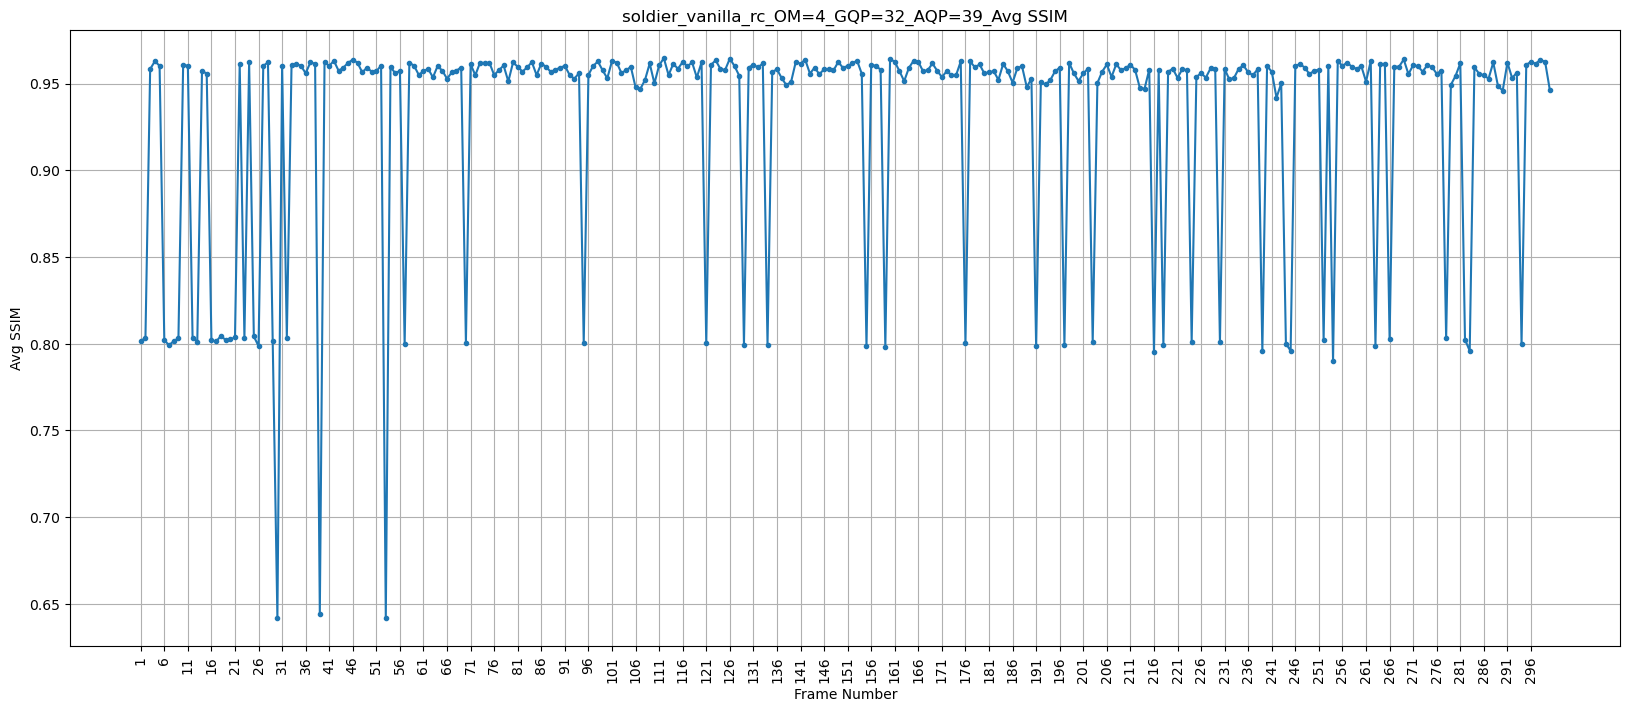 soldier_vanilla_rc_OM=4_GQP=32_AQP=39_Avg SSIM
Avg SSIM
0.95
0.90
0.85
0.80
0.75
0.70
0.65
1 6 11 16 21 26 31 36 41 46 51 56 61 66 71 76 81 86 91 96 101 106 111 116 121 126 131 136 141 146 151 156 161 166 171 176 181 186 191 196 201 206 211 216 221 226 231 236 241 246 251 256 261 266 271 276 281 286 291 296
Frame Number